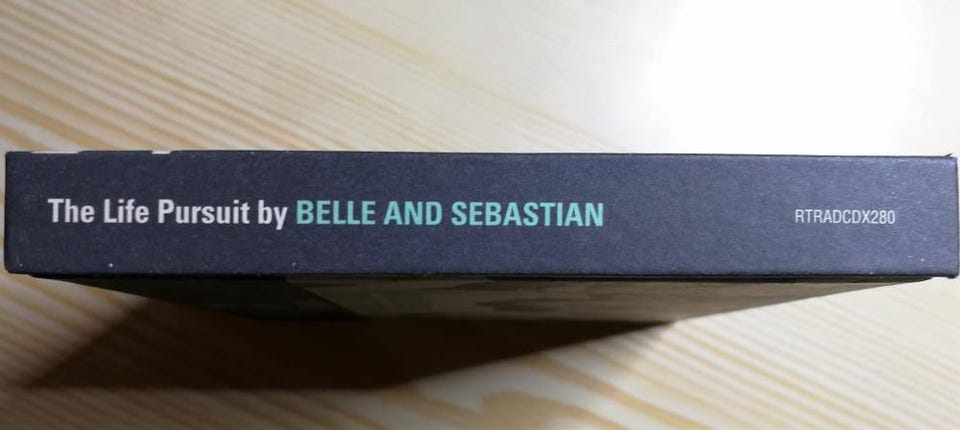 The Life Pursuit by BELLE AND SEBASTIAN RTRADCDX280